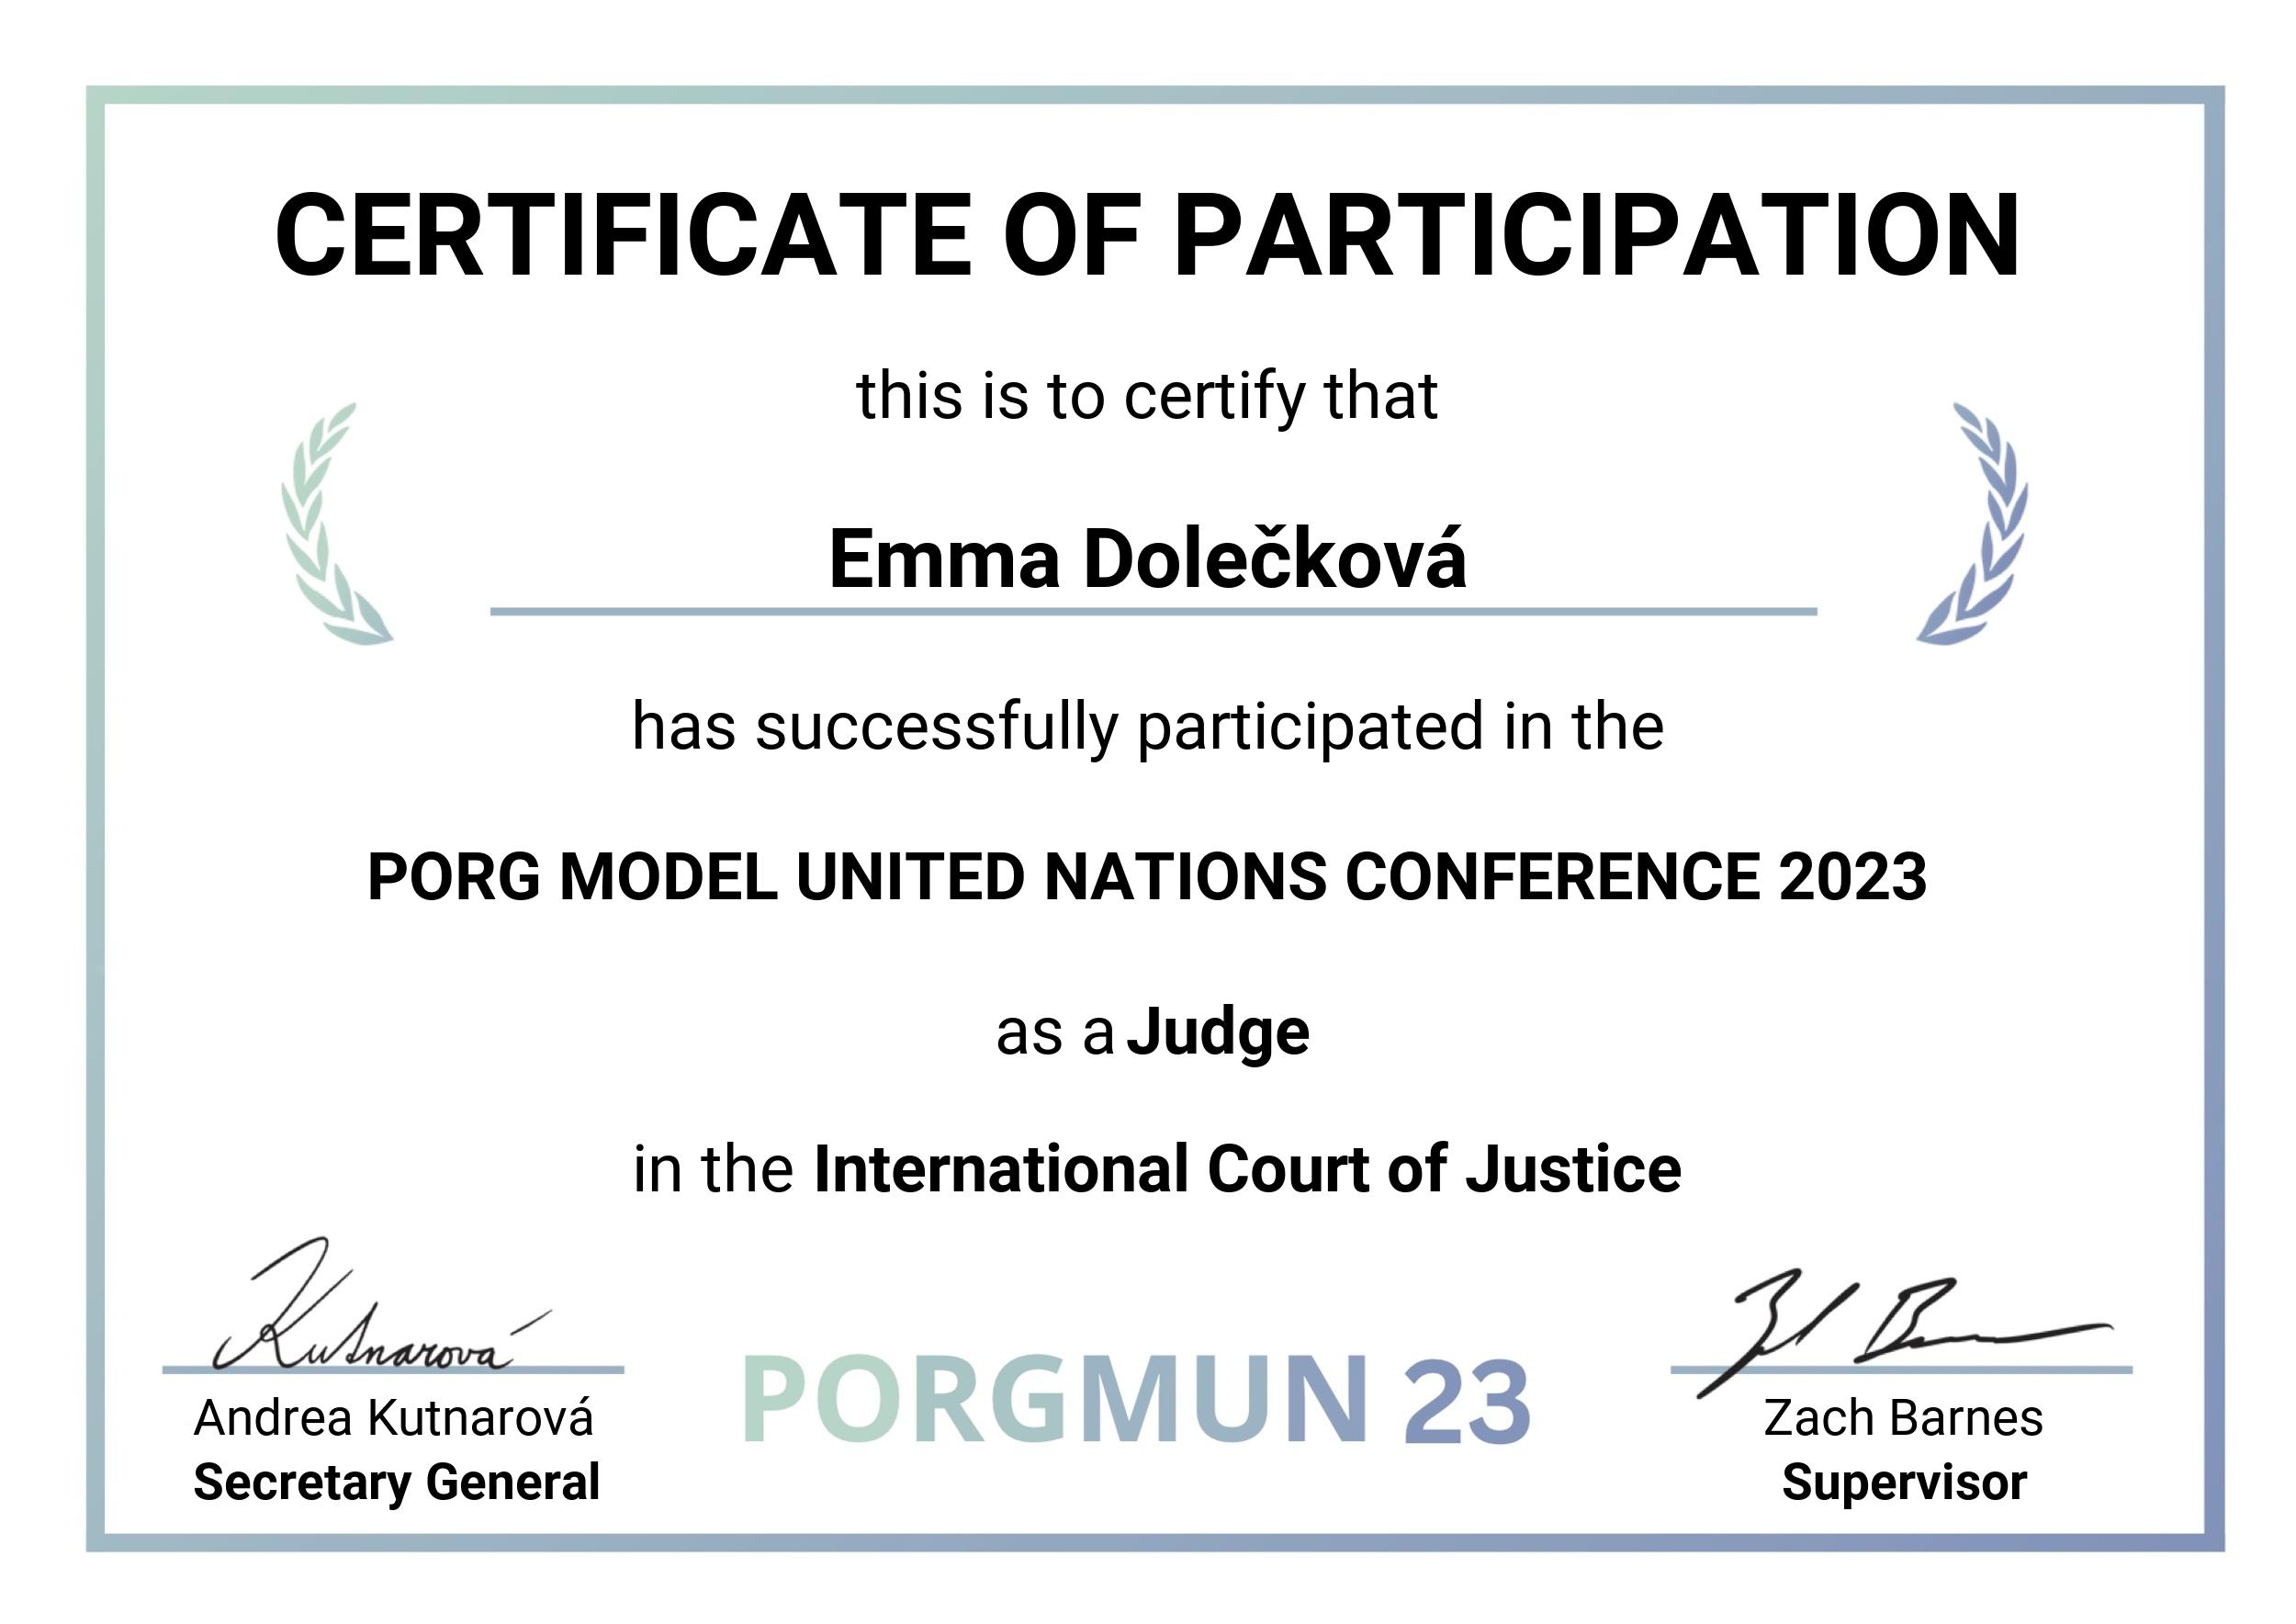 CERTIFICATE OF PARTICIPATION
this is to certify that
Emma Dolečková
has successfully participated in the
PORG MODEL UNITED NATIONS CONFERENCE 2023
as a Judge
in the International Court of Justice
Kutnarová
Andrea Kutnarová
Secretary General
PORGMUN 23
Zach Barnes
Supervisor